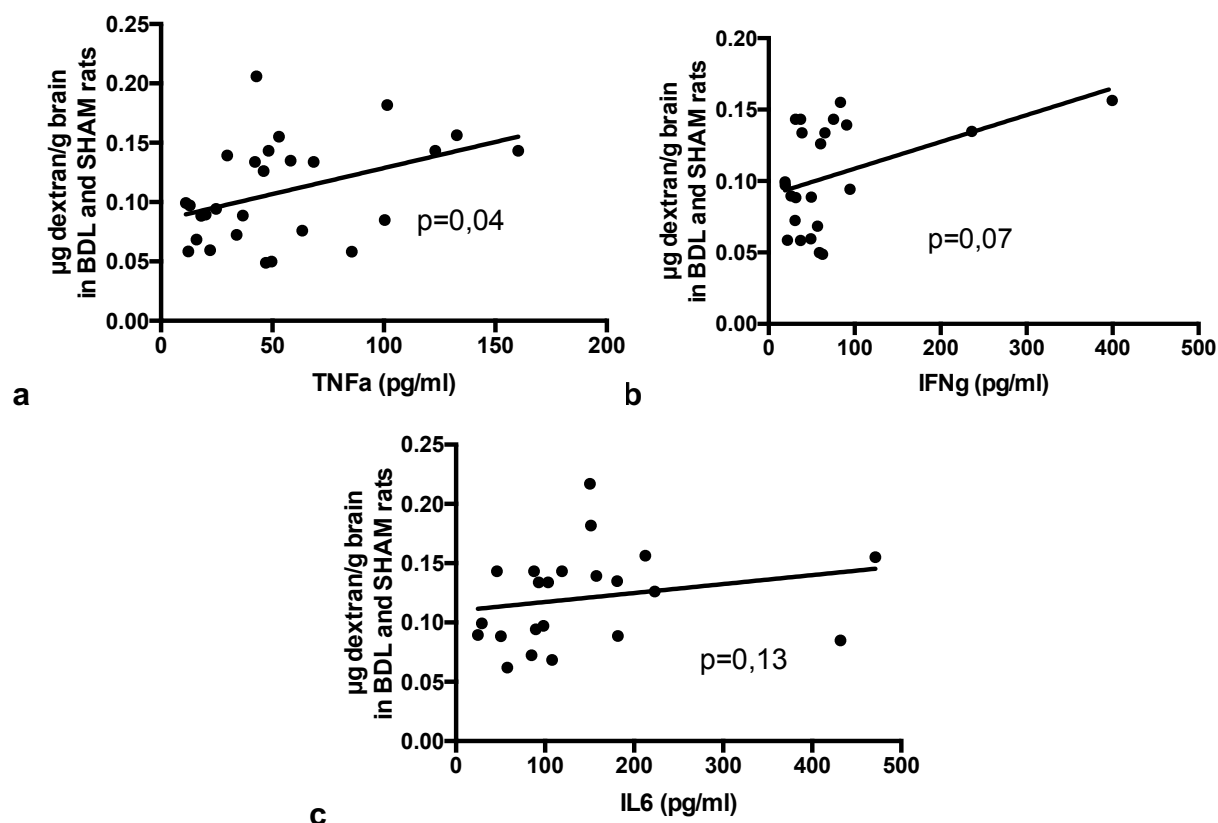 µg dextran/g brain
in BDL and SHAM rats
0.25
0.20
0.15
0.10
0.05
0.00
p=0,04
0 50 100 150 200
TNFa (pg/ml)
a
µg dextran/g brain
in BDL and SHAM rats
0.20
0.15
0.10
0.05
0.00
p=0,07
0 100 200 300 400 500
IFNg (pg/ml)
b
µg dextran/g brain
in BDL and SHAM rats
0.25
0.20
0.15
0.10
0.05
0.00
p=0,13
0 100 200 300 400 500
IL6 (pg/ml)
c